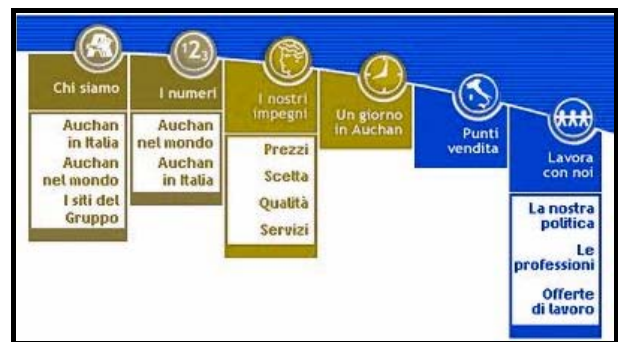 123
Chi siamo
Auchan
in Italia
Auchan
nel mondo
I siti del
Gruppo
I numeri
Auchan
nel mondo
Auchan
in Italia
I nostri
impegni
Prezzi
Scelta
Qualità
Servizi
Un giorno
in Auchan
Punti
vendita
Lavora
con noi
La nostra
politica
Le
professioni
Offerte
di lavoro